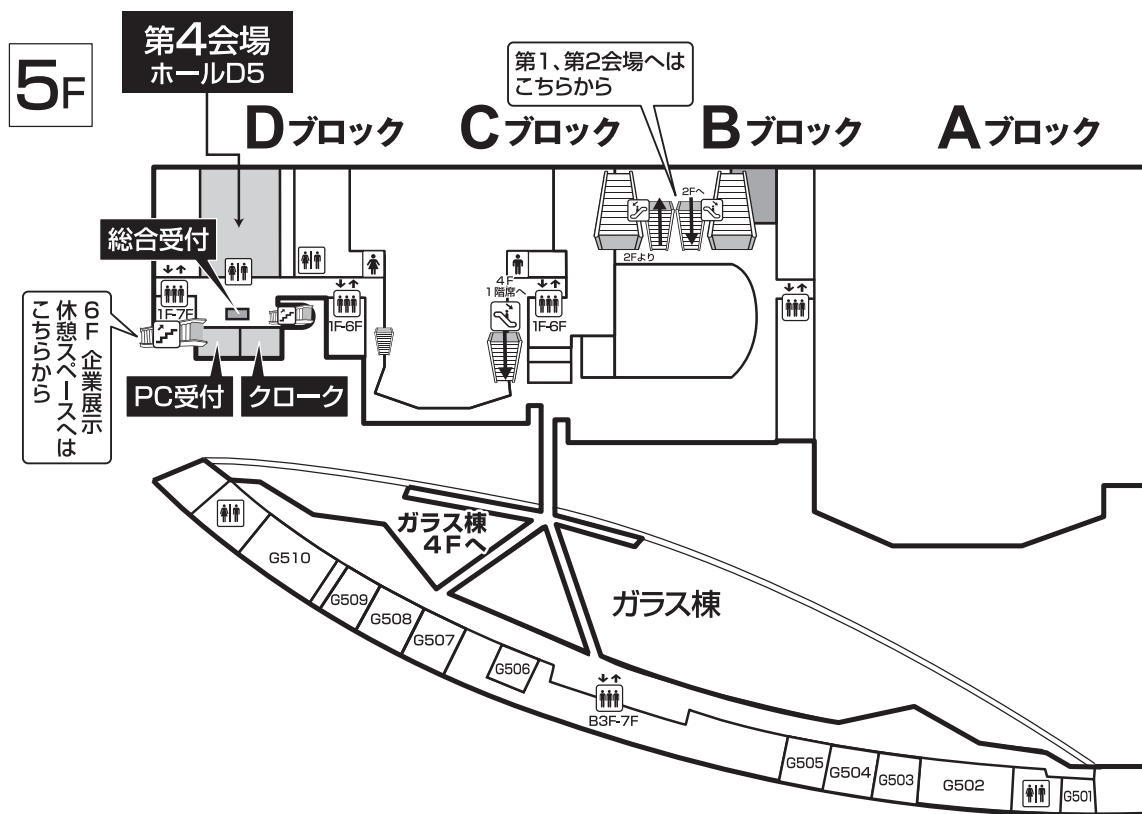 5F
第4会場
ホールD5
第1、第2会場へは
こちらから
Dブロック
Cブロック
Bブロック
Aブロック
2Fへ
2Fより
総合受付
1F-7F
1F-6F
4F
1階席へ
1F-6F
6F 企業展示
休憩スペースへは
こちらから
PC受付
クローク
ガラス棟
4Fへ
ガラス棟
G510
G509
G508
G507
G506
B3F-7F
G505
G504
G503
G502
G501